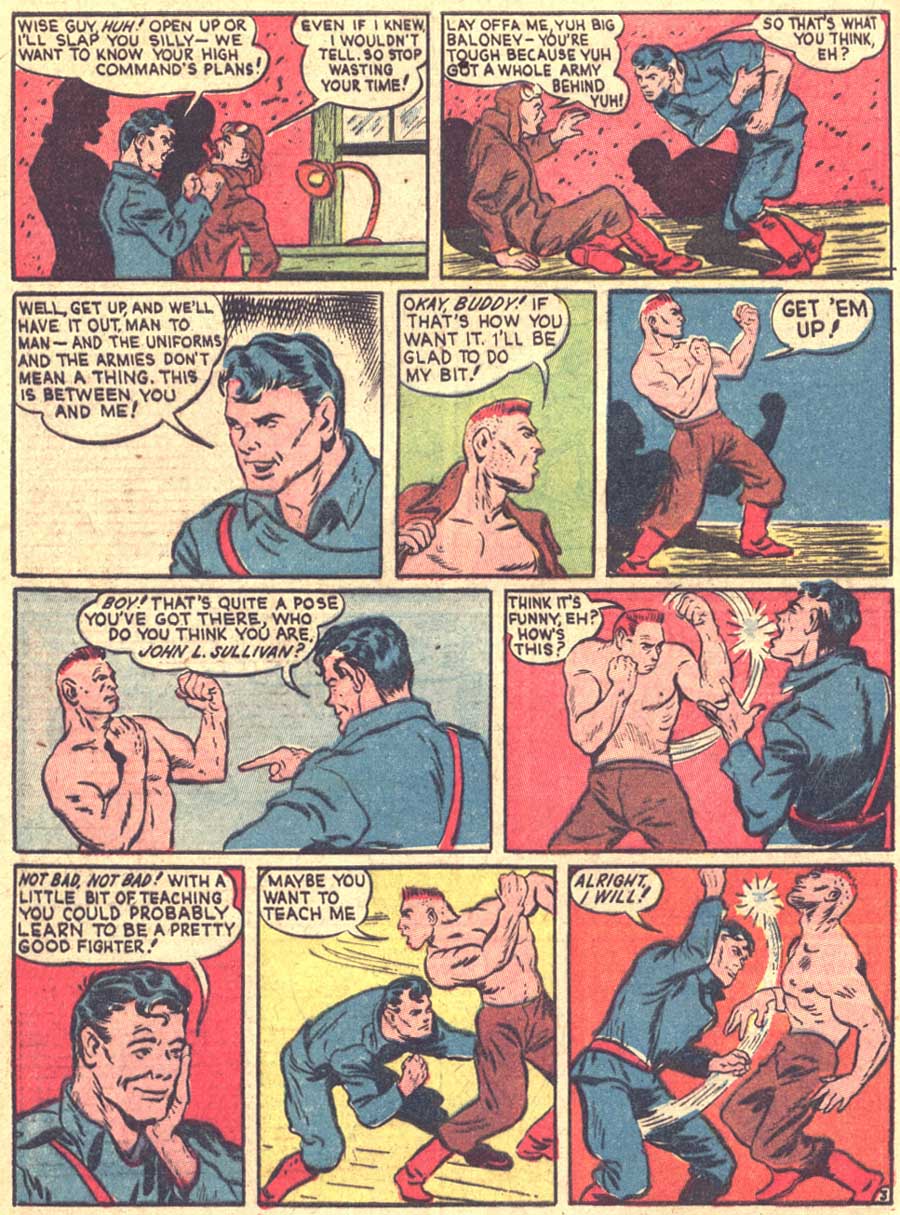 WISE GUY HUH! OPEN UP OR
I'LL SLAP YOU SILLY— WE
WANT TO KNOW YOUR HIGH
COMMAND'S PLANS!
EVEN IF I KNEW,
I WOULDN'T
TELL. SO STOP
WASTING
YOUR TIME!
LAY OFFA ME, YUH BIG
BALONEY— YOU'RE
TOUGH BECAUSE YUH
GOT A WHOLE ARMY
BEHIND
YUH!
SO THAT'S WHAT
YOU THINK,
EH?
WELL, GET UP, AND WE'LL
HAVE IT OUT, MAN TO
MAN— AND THE UNIFORMS
AND THE ARMIES DON'T
MEAN A THING. THIS
IS BETWEEN, YOU
AND ME!
OKAY, BUDDY! IF
THAT'S HOW YOU
WANT IT. I'LL BE
GLAD TO DO
MY BIT!
GET 'EM
UP!
BOY! THAT'S QUITE A POSE
YOU'VE GOT THERE, WHO
DO YOU THINK YOU ARE,
JOHN L. SULLIVAN?
THINK IT'S
FUNNY, EH?
HOW'S
THIS?
NOT BAD, NOT BAD! WITH A
LITTLE BIT OF TEACHING
YOU COULD PROBABLY
LEARN TO BE A PRETTY
GOOD FIGHTER!
MAYBE YOU
WANT TO
TEACH ME
ALRIGHT,
I WILL!
3